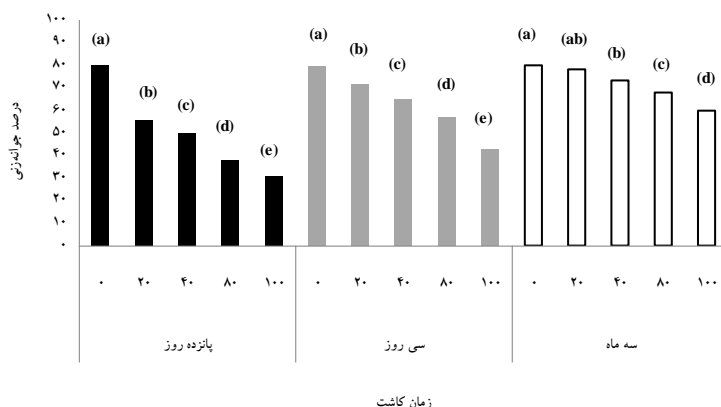 درصد جوانه‌زنی
۱۰۰
۹۰
۸۰
۷۰
۶۰
۵۰
۴۰
۳۰
۲۰
۱۰
۰
(a) (b) (c) (d) (e)
(a) (b) (c) (d) (e)
(a) (ab) (b) (c) (d)
۰ ۲۰ ۴۰ ۸۰ ۱۰۰ ۰ ۲۰ ۴۰ ۸۰ ۱۰۰ ۰ ۲۰ ۴۰ ۸۰ ۱۰۰
پانزده روز
سی روز
سه ماه
زمان کاشت